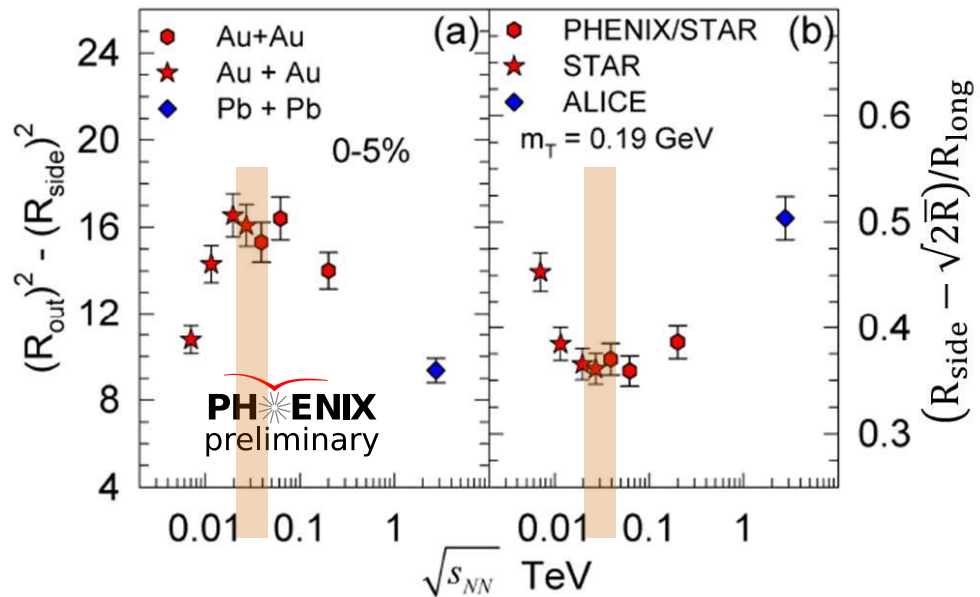 (R_out)² - (R_side)²
24
20
16
12
8
4
Au+Au
Au + Au
Pb + Pb
(a)
0-5%
PHENIX
preliminary
0.01 0.1 1
PHENIX/STAR
STAR
ALICE
(b)
m_T = 0.19 GeV
0.01 0.1 1
0.6
0.5
0.4
0.3
(R_side − √2R̅)/R_long
√s_NN TeV